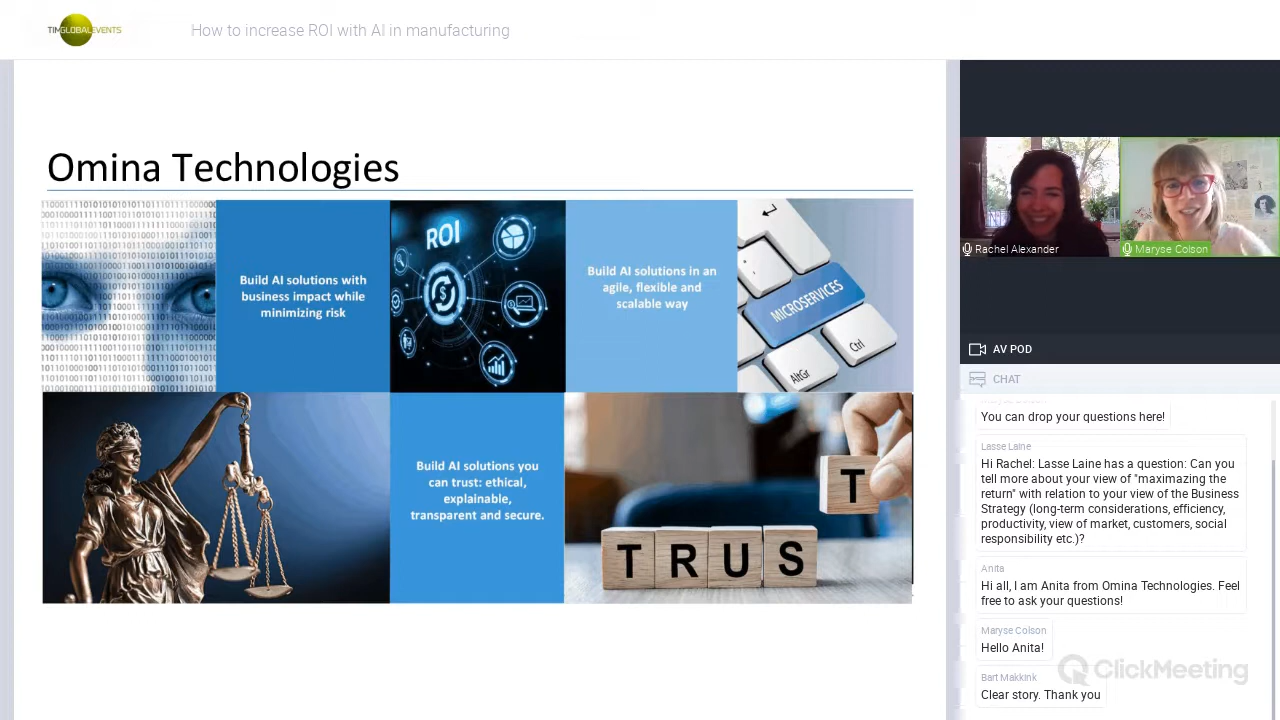 TIMGLOBALEVENTS
How to increase ROI with AI in manufacturing
Omina Technologies
Build AI solutions with
business impact while
minimizing risk
ROI
Build AI solutions in an
agile, flexible and
scalable way
MICROSERVICES
Ctrl
AltGr
Build AI solutions you
can trust: ethical,
explainable,
transparent and secure.
T
T R U S
Rachel Alexander
Maryse Colson
AV POD
CHAT
Maryse Colson
You can drop your questions here!
Lasse Laine
Hi Rachel: Lasse Laine has a question: Can you
tell more about your view of "maximazing the
return" with relation to your view of the Business
Strategy (long-term considerations, efficiency,
productivity, view of market, customers, social
responsibility etc.)?
Anita
Hi all, I am Anita from Omina Technologies. Feel
free to ask your questions!
Maryse Colson
Hello Anita!
ClickMeeting
Bart Makkink
Clear story. Thank you